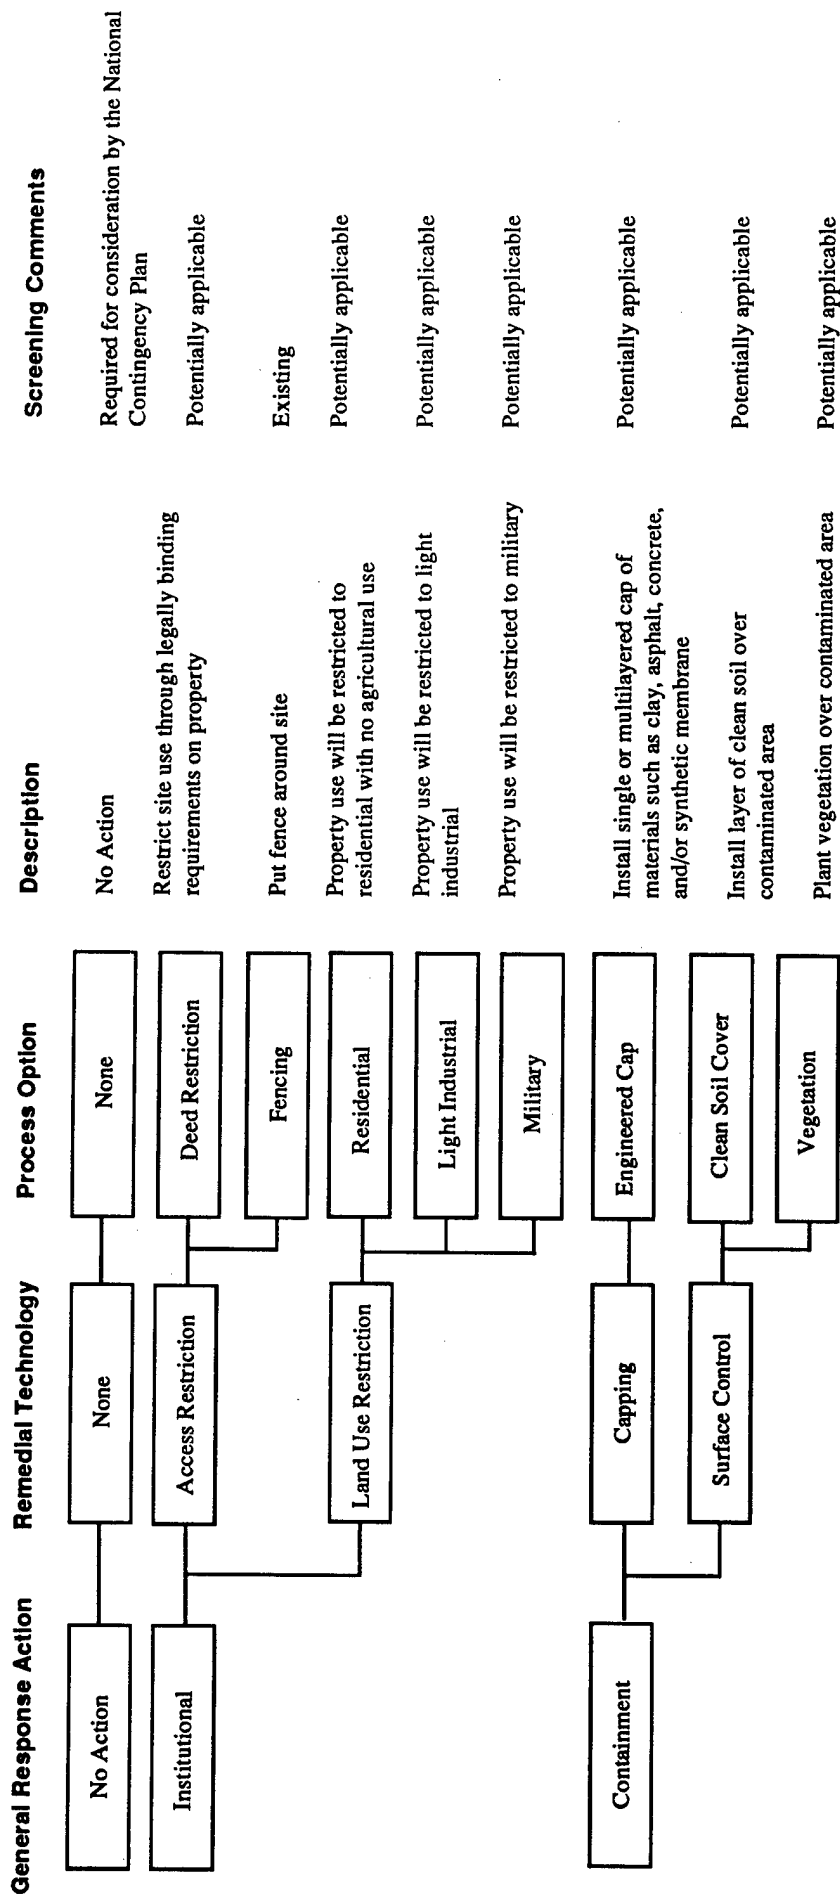 General Response Action
Remedial Technology
Process Option
Description
Screening Comments
No Action
None
None
No Action
Required for consideration by the National
Contingency Plan
Institutional
Access Restriction
Deed Restriction
Restrict site use through legally binding
requirements on property
Potentially applicable
Fencing
Put fence around site
Existing
Land Use Restriction
Residential
Property use will be restricted to
residential with no agricultural use
Potentially applicable
Light Industrial
Property use will be restricted to light
industrial
Potentially applicable
Military
Property use will be restricted to military
Potentially applicable
Containment
Capping
Engineered Cap
Install single or multilayered cap of
materials such as clay, asphalt, concrete,
and/or synthetic membrane
Potentially applicable
Surface Control
Clean Soil Cover
Install layer of clean soil over
contaminated area
Potentially applicable
Vegetation
Plant vegetation over contaminated area
Potentially applicable